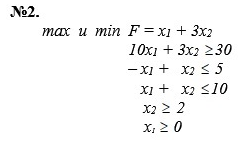 №2.
max и min F = x1 + 3x2
10x1 + 3x2 ≥30
−x1 + x2 ≤ 5
x1 + x2 ≤10
x2 ≥ 2
x1 ≥ 0